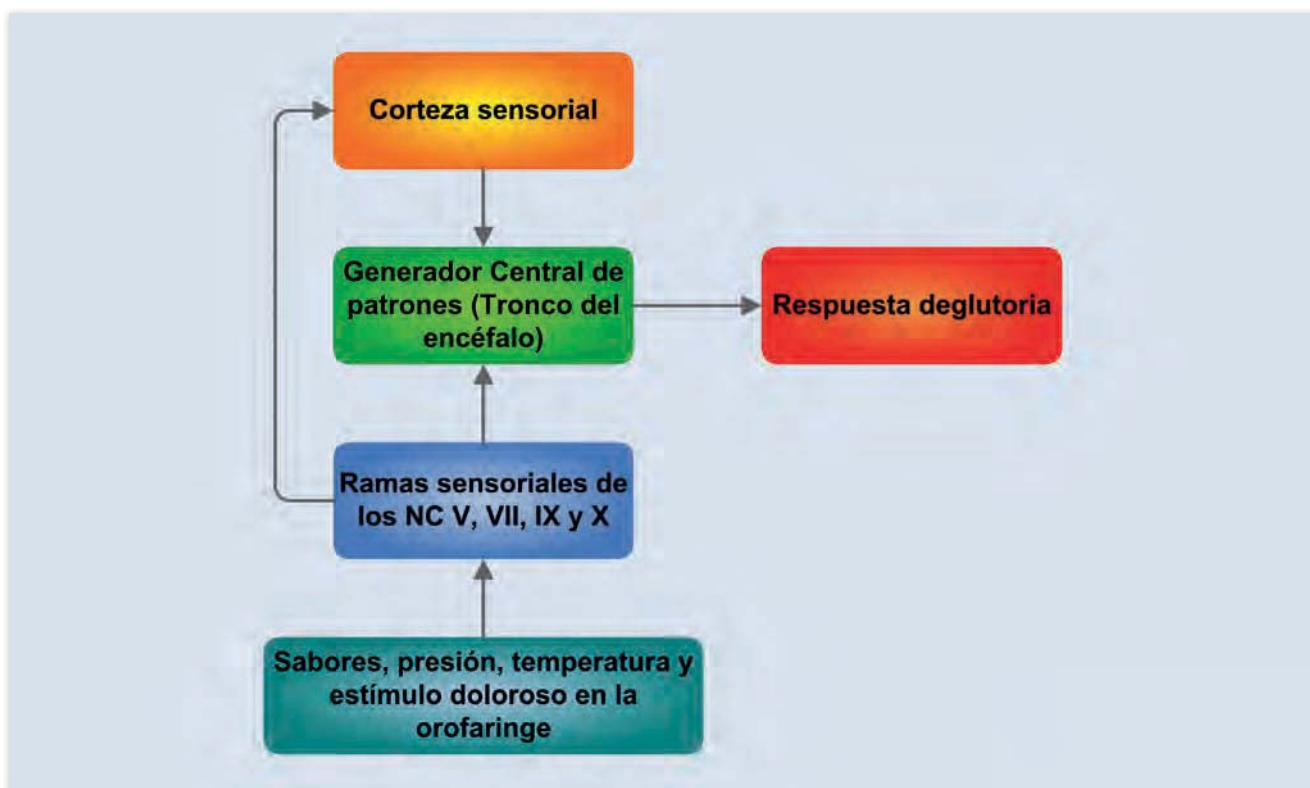 Corteza sensorial
Generador Central de
patrones (Tronco del
encéfalo)
Respuesta deglutoria
Ramas sensoriales de
los NC V, VII, IX y X
Sabores, presión, temperatura y
estímulo doloroso en la
orofaringe